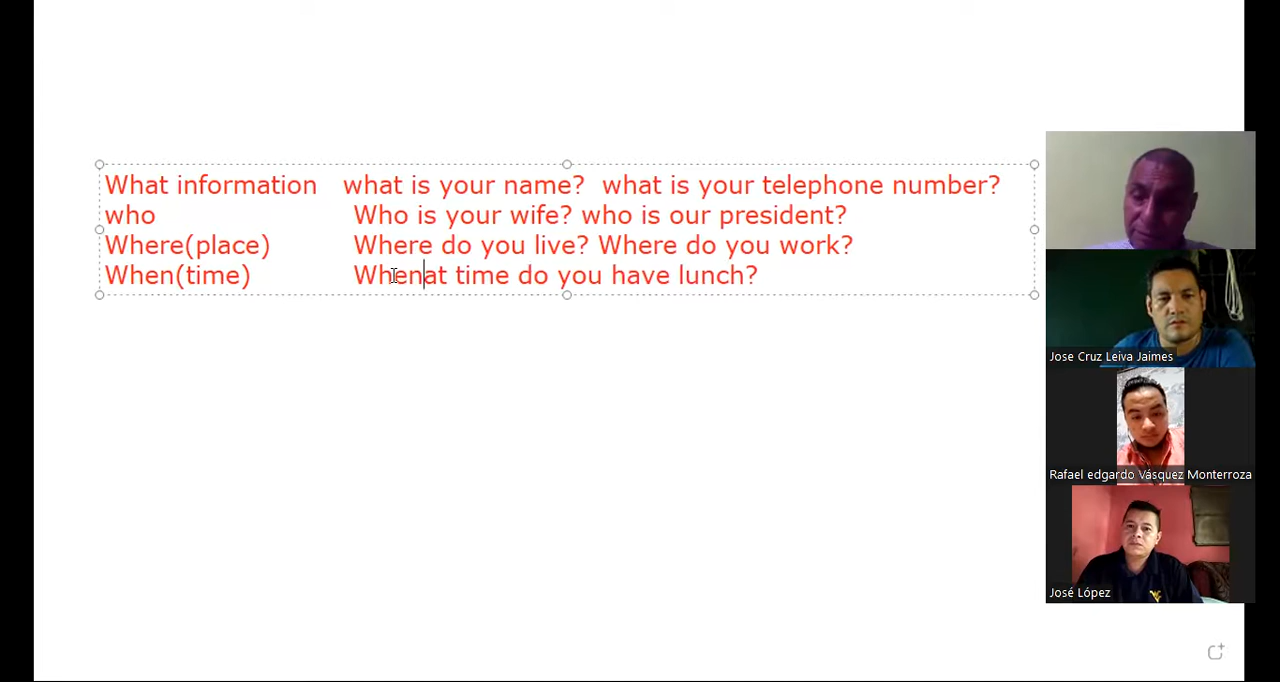 What information what is your name? what is your telephone number?
who Who is your wife? who is our president?
Where(place) Where do you live? Where do you work?
When(time) Whenat time do you have lunch?
Jose Cruz Leiva Jaimes
Rafael edgardo Vásquez Monterroza
José López